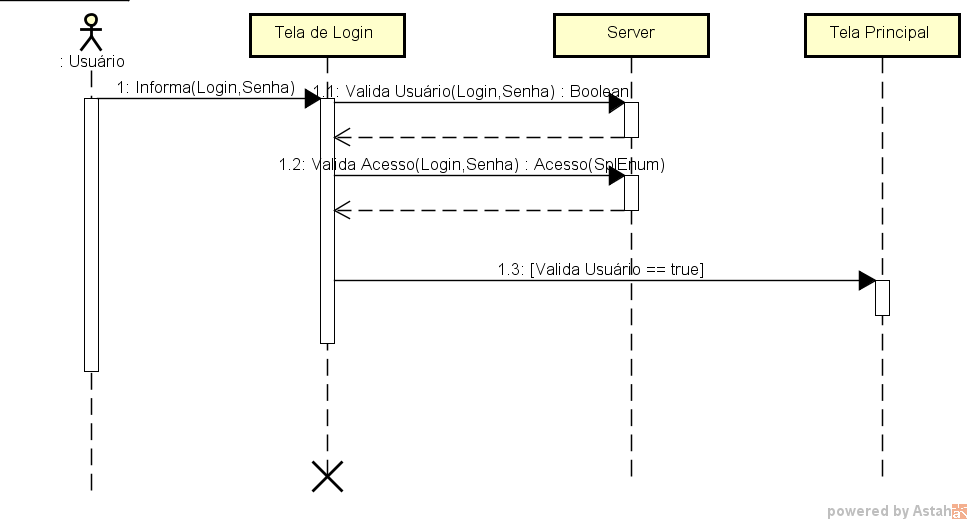 : Usuário
Tela de Login
Server
Tela Principal
1: Informa(Login,Senha)
1.1: Valida Usuário(Login,Senha) : Boolean
1.2: Valida Acesso(Login,Senha) : Acesso(SplEnum)
1.3: [Valida Usuário == true]
powered by Astah